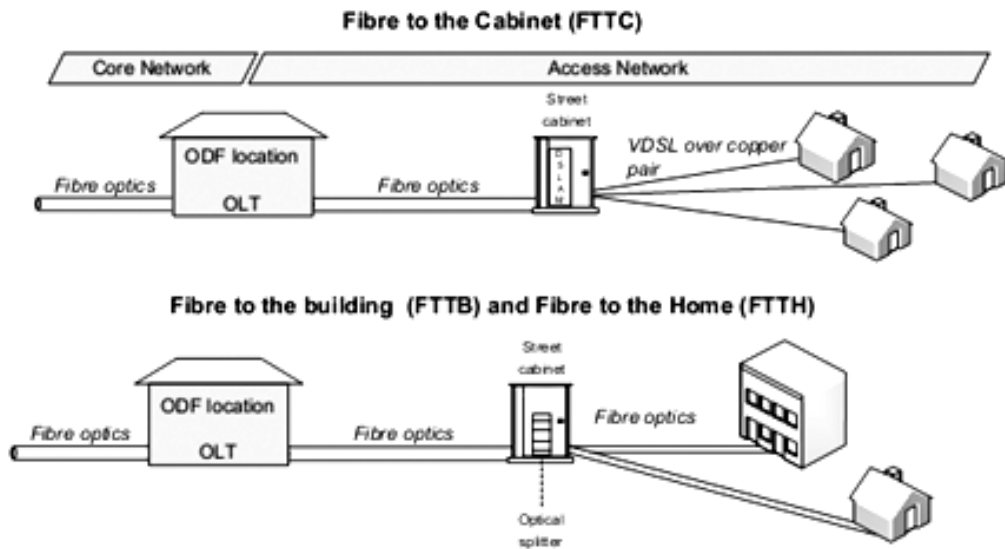 Fibre to the Cabinet (FTTC)
Core Network
Access Network
Street
cabinet
ODF location
OLT
Fibre optics
Fibre optics
DSLAM
VDSL over copper
pair
Fibre to the building (FTTB) and Fibre to the Home (FTTH)
Street
cabinet
ODF location
OLT
Fibre optics
Fibre optics
Fibre optics
Optical
splitter